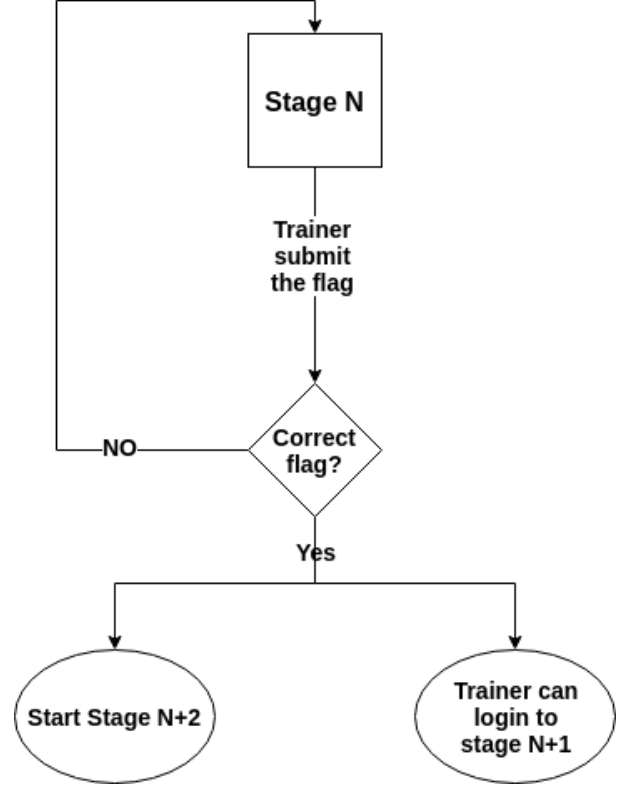 Stage N
Trainer
submit
the flag
Correct
flag?
NO
Yes
Start Stage N+2
Trainer can
login to
stage N+1